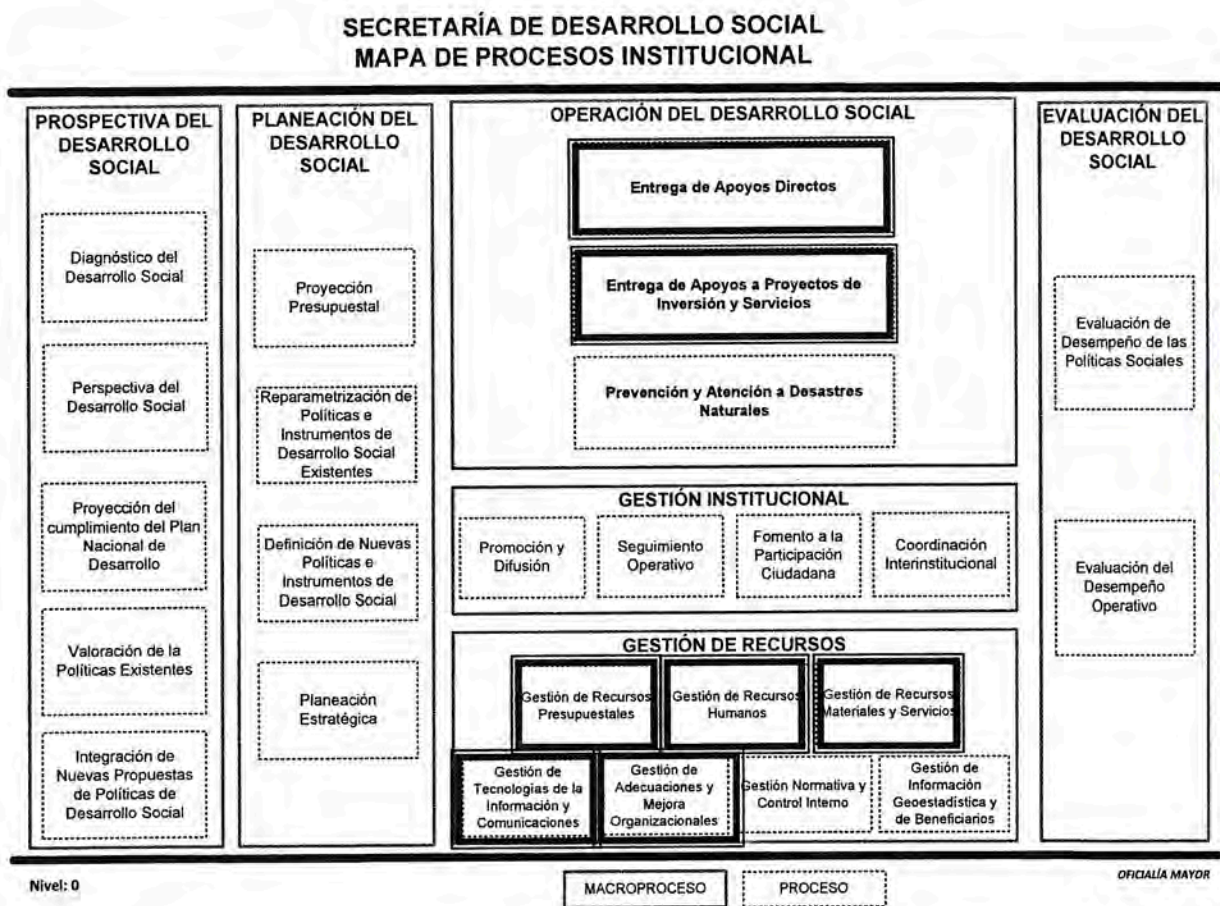 SECRETARÍA DE DESARROLLO SOCIAL
MAPA DE PROCESOS INSTITUCIONAL
PROSPECTIVA DEL
DESARROLLO
SOCIAL
Diagnóstico del
Desarrollo Social
Perspectiva del
Desarrollo Social
Proyección del
cumplimiento del Plan
Nacional de
Desarrollo
Valoración de la
Políticas Existentes
Integración de
Nuevas Propuestas
de Políticas de
Desarrollo Social
PLANEACIÓN DEL
DESARROLLO
SOCIAL
Proyección
Presupuestal
Reparametrización de
Políticas e
Instrumentos de
Desarrollo Social
Existentes
Definición de Nuevas
Políticas e
Instrumentos de
Desarrollo Social
Planeación
Estratégica
OPERACIÓN DEL DESARROLLO SOCIAL
Entrega de Apoyos Directos
Entrega de Apoyos a Proyectos de
Inversión y Servicios
Prevención y Atención a Desastres
Naturales
GESTIÓN INSTITUCIONAL
Promoción y
Difusión
Seguimiento
Operativo
Fomento a la
Participación
Ciudadana
Coordinación
Interinstitucional
GESTIÓN DE RECURSOS
Gestión de Recursos
Presupuestales
Gestión de Recursos
Humanos
Gestión de Recursos
Materiales y Servicios
Gestión de
Tecnologías de la
Información y
Comunicaciones
Gestión de
Adecuaciones y
Mejora
Organizacionales
Gestión Normativa y
Control Interno
Gestión de
Información
Geoestadística y
de Beneficiarios
EVALUACIÓN DEL
DESARROLLO
SOCIAL
Evaluación de
Desempeño de las
Políticas Sociales
Evaluación del
Desempeño
Operativo
Nivel: 0
MACROPROCESO
PROCESO
OFICIALÍA MAYOR